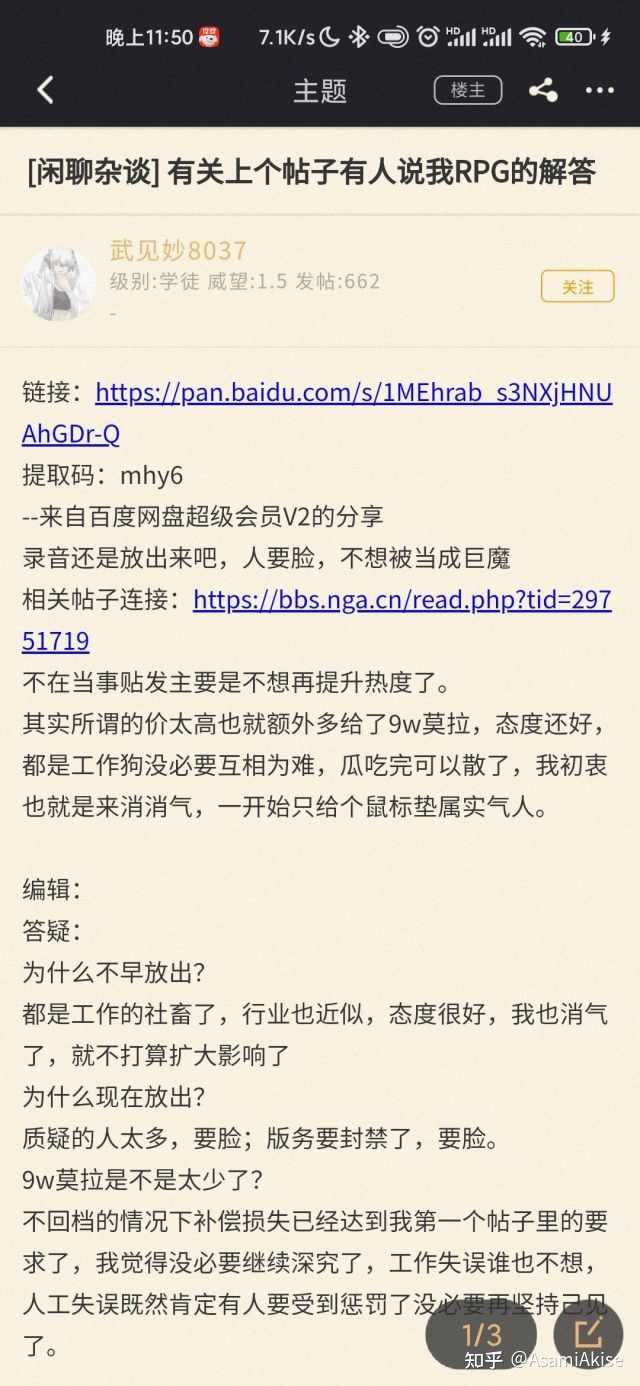 晚上11:50 7.1K/s HD HD 40
主题 楼主
[闲聊杂谈] 有关上个帖子有人说我RPG的解答
武见妙8037
级别:学徒 威望:1.5 发帖:662
关注
-
链接：https://pan.baidu.com/s/1MEhrab_s3NXjHNU
AhGDr-Q
提取码：mhy6
--来自百度网盘超级会员V2的分享
录音还是放出来吧，人要脸，不想被当成巨魔
相关帖子连接：https://bbs.nga.cn/read.php?tid=297
51719
不在当事贴发主要是不想再提升热度了。
其实所谓的价太高也就额外多给了9w莫拉，态度还好，
都是工作狗没必要互相为难，瓜吃完可以散了，我初衷
也就是来消消气，一开始只给个鼠标垫属实气人。
编辑：
答疑：
为什么不早放出？
都是工作的社畜了，行业也近似，态度很好，我也消气
了，就不打算扩大影响了
为什么现在放出？
质疑的人太多，要脸；版务要封禁了，要脸。
9w莫拉是不是太少了？
不回档的情况下补偿损失已经达到我第一个帖子里的要
求了，我觉得没必要继续深究了，工作失误谁也不想，
人工失误既然肯定有人要受到惩罚了没必要再坚持己见
了。
1/3
知乎 @AsamiAkise